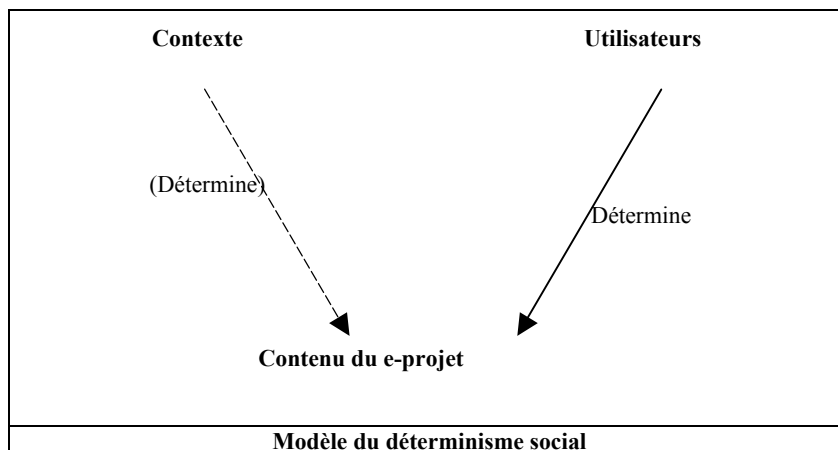 Contexte Utilisateurs
(Détermine)
Détermine
Contenu du e-projet
Modèle du déterminisme social